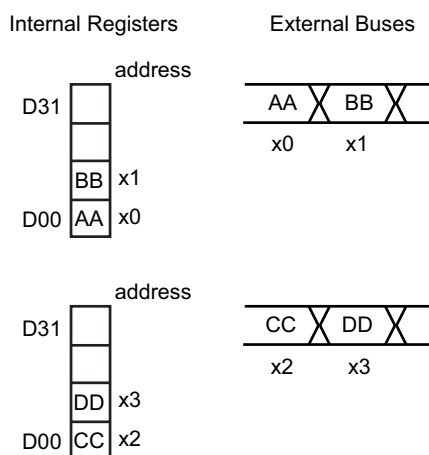 Internal Registers External Buses
address
D31 AA BB
x0 x1
BB x1
D00 AA x0
address
D31 CC DD
x2 x3
DD x3
D00 CC x2